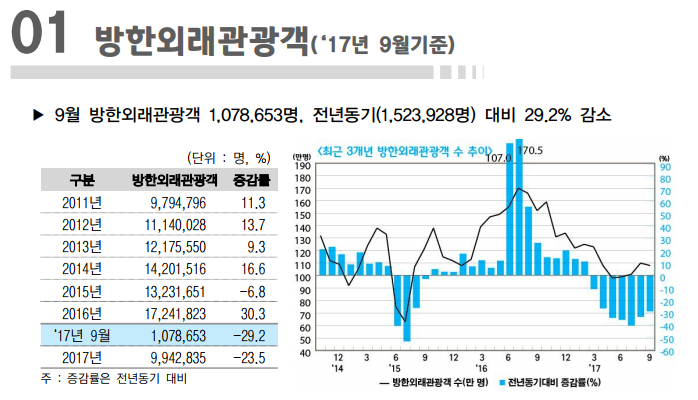 01 방한외래관광객(‘17년 9월기준)
▶ 9월 방한외래관광객 1,078,653명, 전년동기(1,523,928명) 대비 29.2% 감소
(단위 : 명, %)
구분 방한외래관광객 증감률
2011년 9,794,796 11.3
2012년 11,140,028 13.7
2013년 12,175,550 9.3
2014년 14,201,516 16.6
2015년 13,231,651 −6.8
2016년 17,241,823 30.3
‘17년 9월 1,078,653 −29.2
2017년 9,942,835 −23.5
주 : 증감률은 전년동기 대비
<최근 3개년 방한외래관광객 수 추이>
(만명)
190
180
170
160
150
140
130
120
110
100
90
80
70
60
50
40
107.0
170.5
(%)
90
80
70
60
50
40
30
20
10
0
-10
-20
-30
-40
-50
-60
12 3 6 9 12 3 6 9 12 3 6 9
'14 '15 '16 '17
방한외래관광객 수(만 명) 전년동기대비 증감률(%)